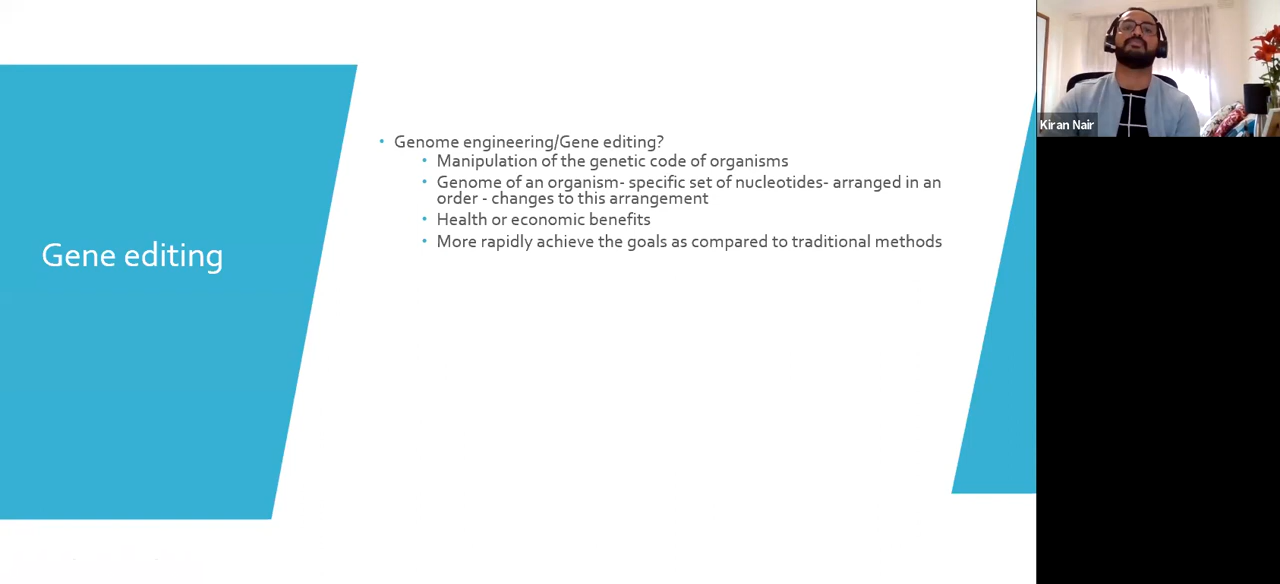 Gene editing
Genome engineering/Gene editing?
Manipulation of the genetic code of organisms
Genome of an organism- specific set of nucleotides- arranged in an
order - changes to this arrangement
Health or economic benefits
More rapidly achieve the goals as compared to traditional methods
Kiran Nair